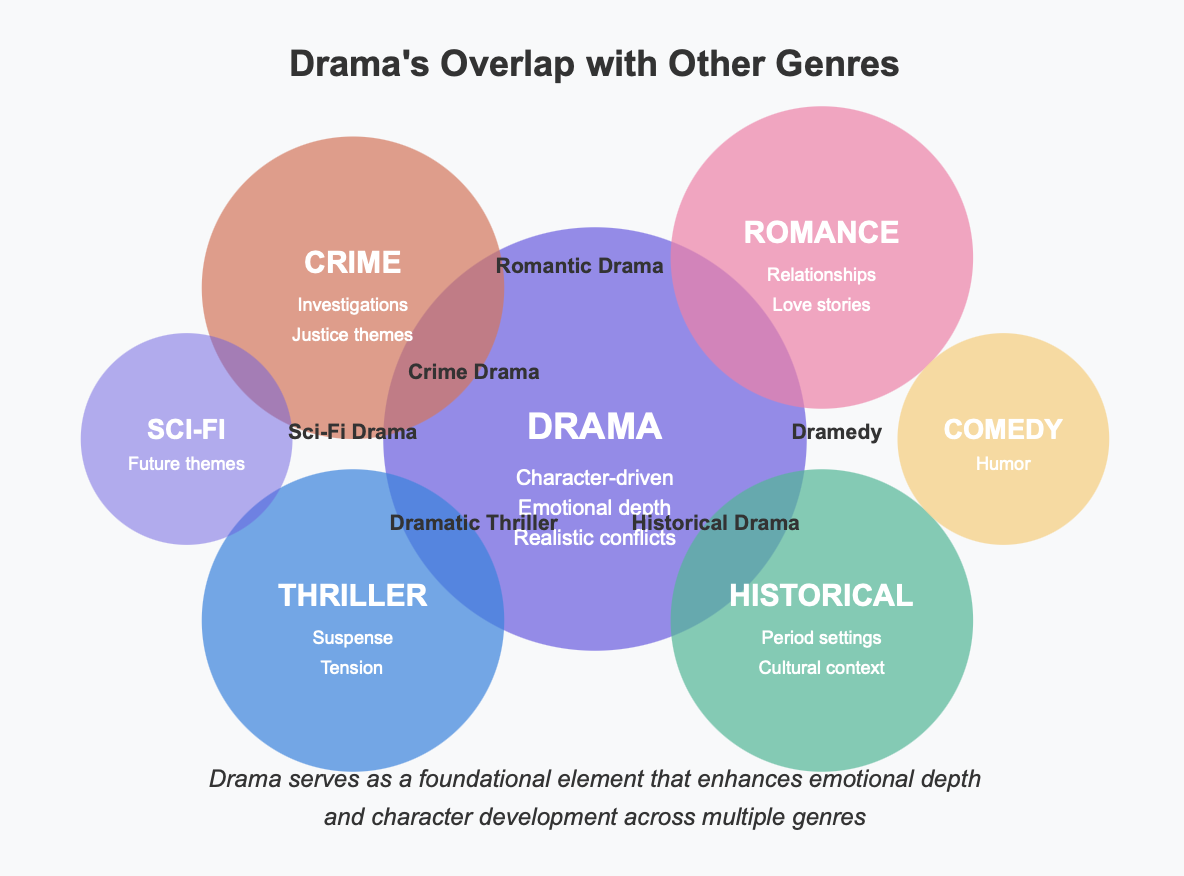 Drama's Overlap with Other Genres
CRIME
Investigations
Justice themes
ROMANCE
Relationships
Love stories
Romantic Drama
Crime Drama
SCI-FI
Future themes
Sci-Fi Drama
DRAMA
Character-driven
Emotional depth
Realistic conflicts
Dramedy
COMEDY
Humor
Dramatic Thriller
Historical Drama
THRILLER
Suspense
Tension
HISTORICAL
Period settings
Cultural context
Drama serves as a foundational element that enhances emotional depth
and character development across multiple genres